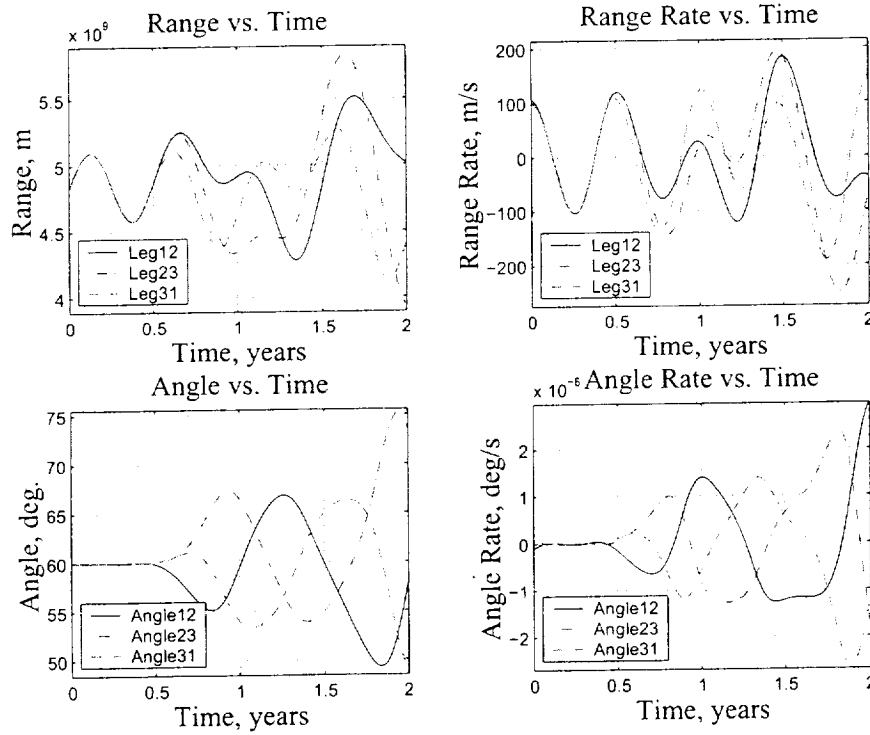 Range vs. Time
x 10⁹
Range, m
5.5
5
4.5
4
Leg12
Leg23
Leg31
0 0.5 1 1.5 2
Time, years
Range Rate vs. Time
Range Rate, m/s
200
100
0
−100
−200
Leg12
Leg23
Leg31
0 0.5 1 1.5 2
Time, years
Angle vs. Time
Angle, deg.
75
70
65
60
55
50
Angle12
Angle23
Angle31
0 0.5 1 1.5 2
Time, years
x 10⁻⁶ Angle Rate vs. Time
Angle Rate, deg/s
2
1
0
−1
−2
Angle12
Angle23
Angle31
0 0.5 1 1.5 2
Time, years